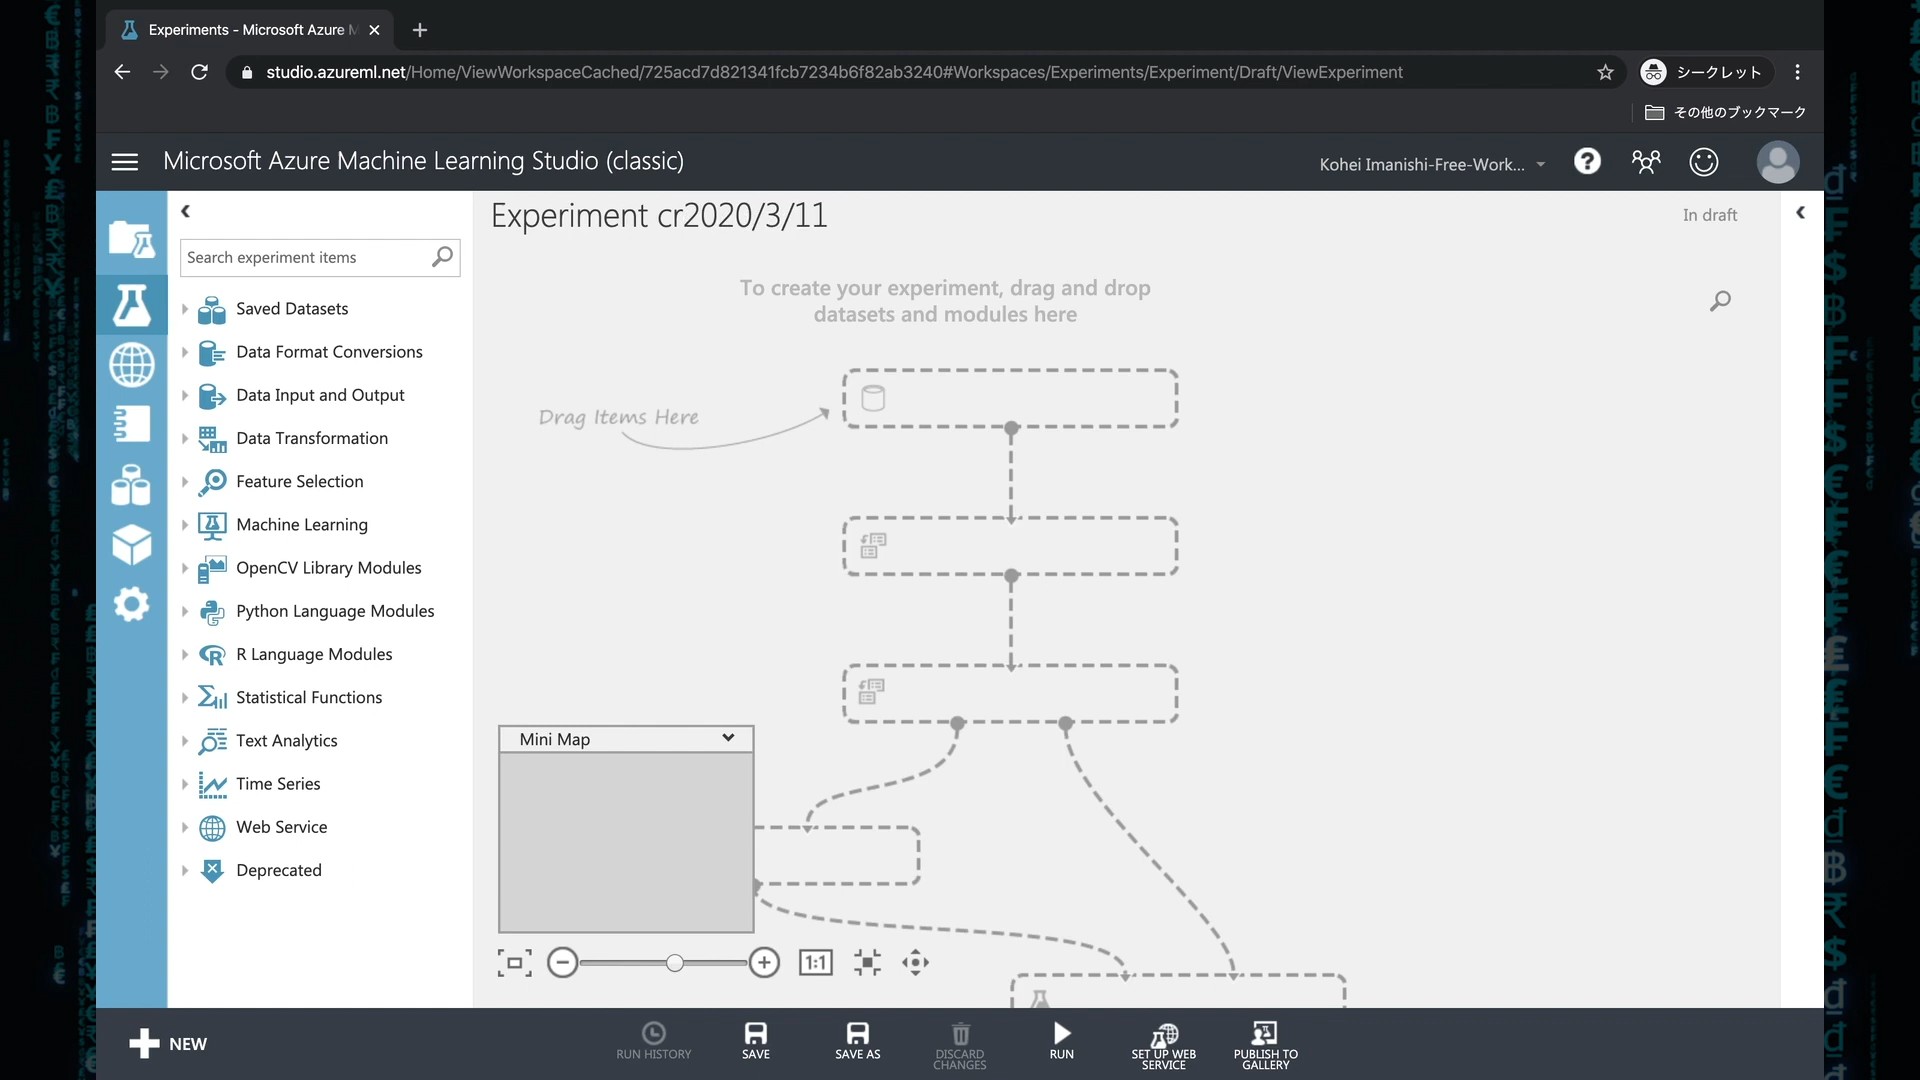 Experiments - Microsoft Azure M
studio.azureml.net/Home/ViewWorkspaceCached/725acd7d821341fcb7234b6f82ab3240#Workspaces/Experiments/Experiment/Draft/ViewExperiment
シークレット
その他のブックマーク
Microsoft Azure Machine Learning Studio (classic)
Kohei Imanishi-Free-Work...
Experiment cr2020/3/11
In draft
Search experiment items
To create your experiment, drag and drop
datasets and modules here
Saved Datasets
Data Format Conversions
Data Input and Output
Drag Items Here
Data Transformation
Feature Selection
Machine Learning
OpenCV Library Modules
Python Language Modules
R Language Modules
Statistical Functions
Text Analytics
Time Series
Web Service
Deprecated
Mini Map
1:1
NEW
RUN HISTORY
SAVE
SAVE AS
DISCARD
CHANGES
RUN
SET UP WEB
SERVICE
PUBLISH TO
GALLERY